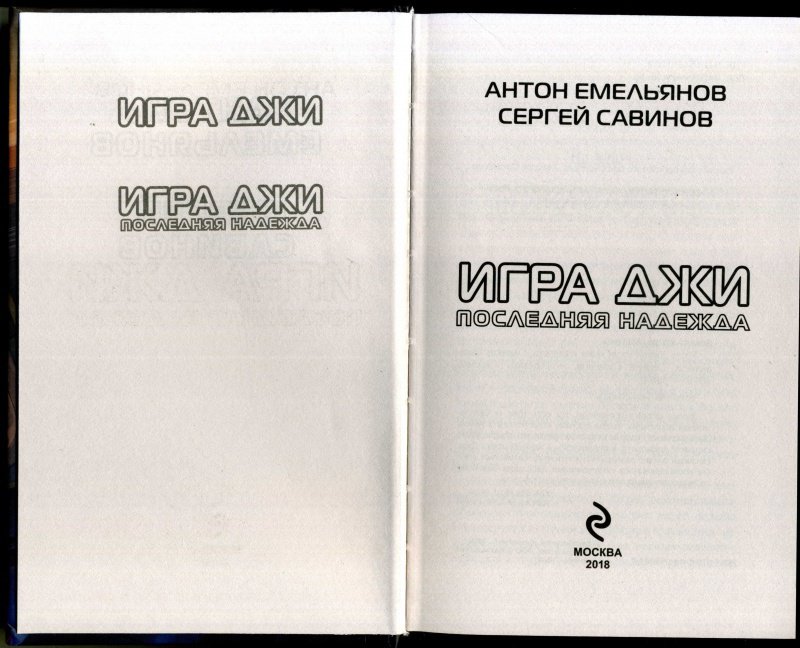 ИГРА ДЖИ
ИГРА ДЖИ
ПОСЛЕДНЯЯ НАДЕЖДА
АНТОН ЕМЕЛЬЯНОВ
СЕРГЕЙ САВИНОВ
ИГРА ДЖИ
ПОСЛЕДНЯЯ НАДЕЖДА
МОСКВА
2018